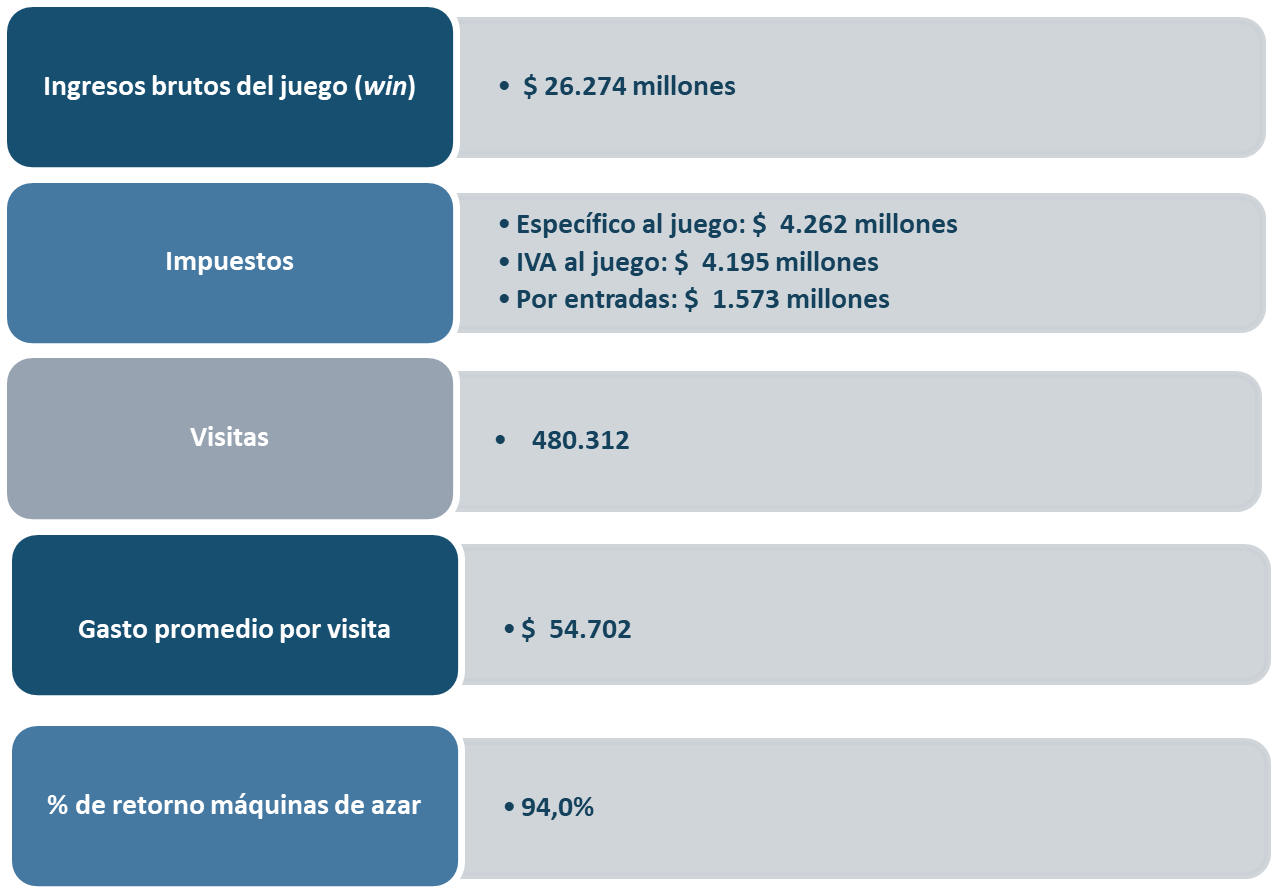 Ingresos brutos del juego (win)
• $ 26.274 millones
Impuestos
• Específico al juego: $ 4.262 millones
• IVA al juego: $ 4.195 millones
• Por entradas: $ 1.573 millones
Visitas
• 480.312
Gasto promedio por visita
• $ 54.702
% de retorno máquinas de azar
• 94,0%